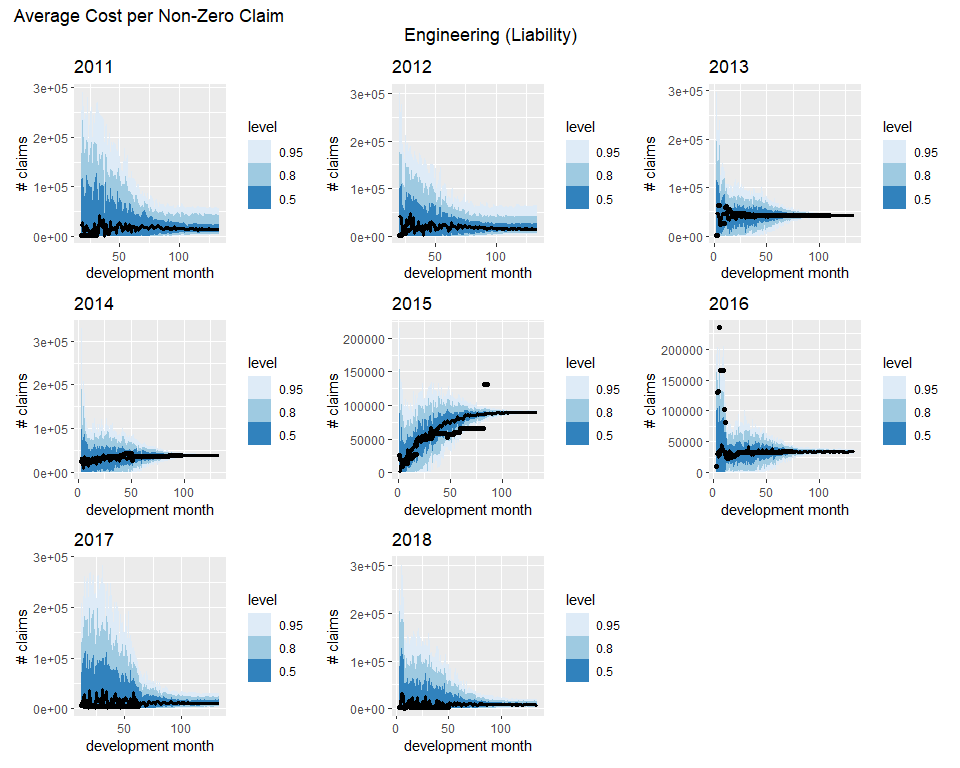 Average Cost per Non-Zero Claim
Engineering (Liability)
2011
3e+05
2e+05
1e+05
0e+00
# claims
50
100
development month
level
0.95
0.8
0.5
2012
3e+05
2e+05
1e+05
0e+00
# claims
50
100
development month
level
0.95
0.8
0.5
2013
3e+05
2e+05
1e+05
0e+00
# claims
0
50
100
development month
level
0.95
0.8
0.5
2014
3e+05
2e+05
1e+05
0e+00
# claims
0
50
100
development month
level
0.95
0.8
0.5
2015
200000
150000
100000
50000
0
# claims
0
50
100
development month
level
0.95
0.8
0.5
2016
200000
150000
100000
50000
0
# claims
0
50
100
development month
level
0.95
0.8
0.5
2017
3e+05
2e+05
1e+05
0e+00
# claims
50
100
development month
level
0.95
0.8
0.5
2018
3e+05
2e+05
1e+05
0e+00
# claims
0
50
100
development month
level
0.95
0.8
0.5